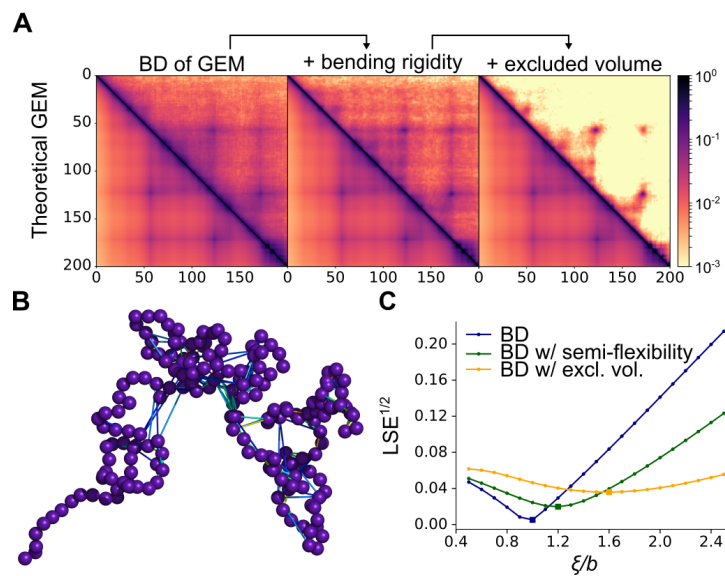 A
BD of GEM
+ bending rigidity
+ excluded volume
Theoretical GEM
0
50
100
150
200
0 50 100 150
0 50 100 150
0 50 100 150 200
10^0
10^-1
10^-2
10^-3
B
C
BD
BD w/ semi-flexibility
BD w/ excl. vol.
LSE^1/2
0.20
0.16
0.12
0.08
0.04
0.00
0.4 0.8 1.2 1.6 2.0 2.4
ξ/b